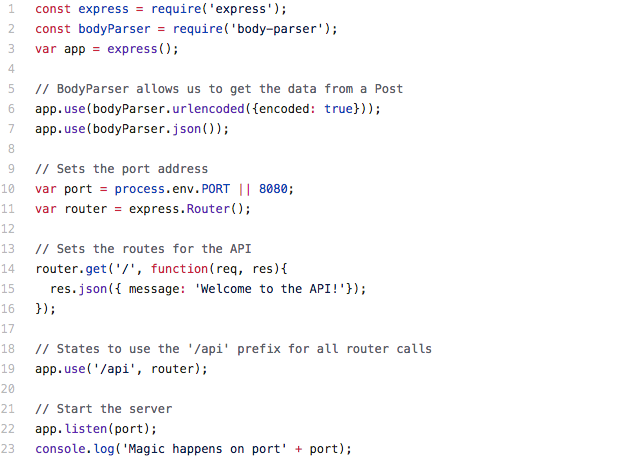 1 const express = require('express');
2 const bodyParser = require('body-parser');
3 var app = express();
4
5 // BodyParser allows us to get the data from a Post
6 app.use(bodyParser.urlencoded({encoded: true}));
7 app.use(bodyParser.json());
8
9 // Sets the port address
10 var port = process.env.PORT || 8080;
11 var router = express.Router();
12
13 // Sets the routes for the API
14 router.get('/', function(req, res){
15   res.json({ message: 'Welcome to the API!'});
16 });
17
18 // States to use the '/api' prefix for all router calls
19 app.use('/api', router);
20
21 // Start the server
22 app.listen(port);
23 console.log('Magic happens on port' + port);